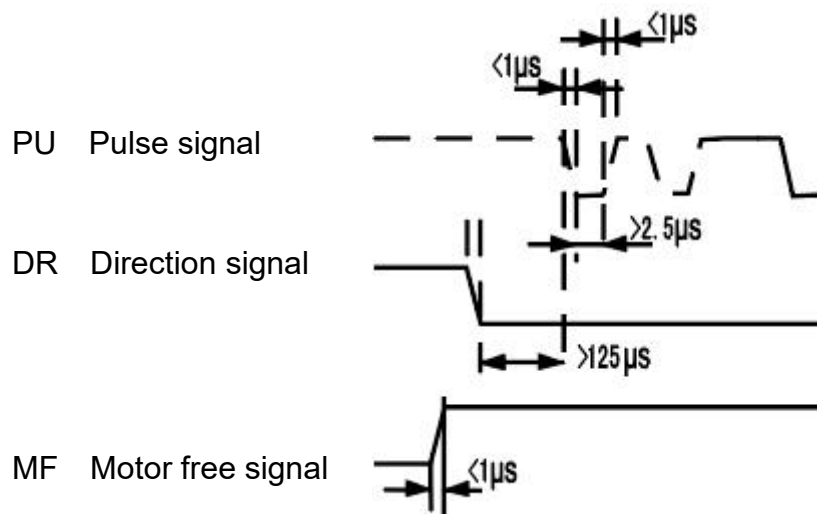 <1μs
<1μs
PU Pulse signal
>2.5μs
DR Direction signal
>125μs
MF Motor free signal
<1μs